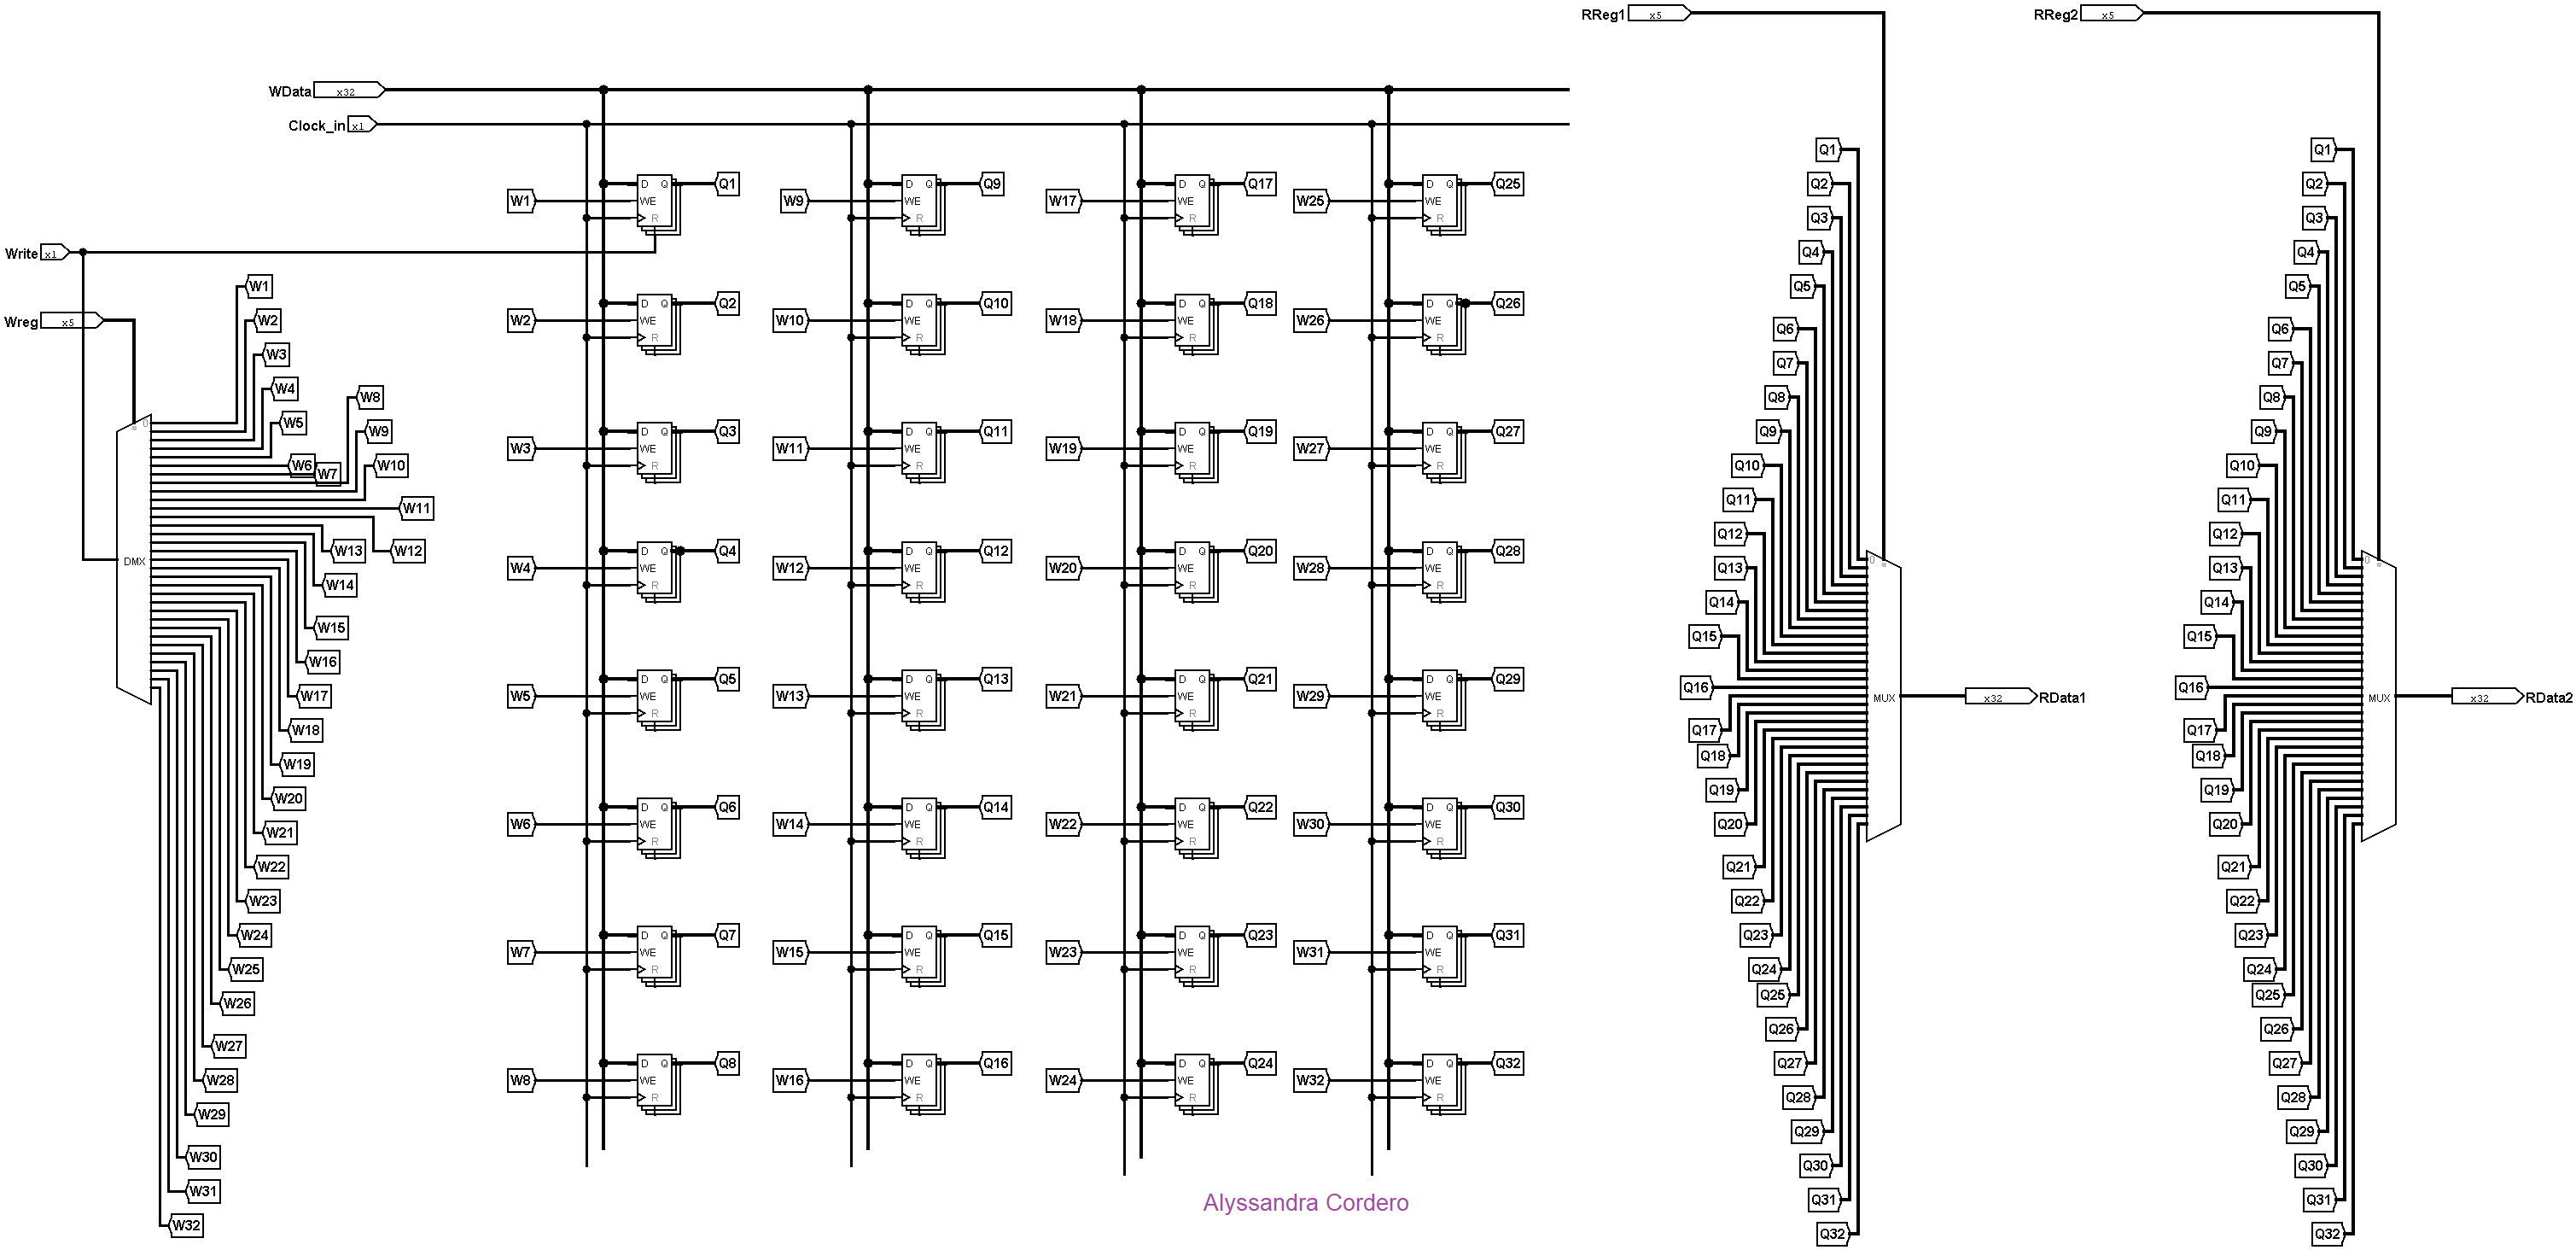 RReg1 x5
RReg2 x5
WData x32
Clock_in x1
Write x1
Wreg x5
W1
W2
W3
W4
W5
W6
W7
W8
W9
W10
W11
W12
W13
W14
W15
W16
W17
W18
W19
W20
W21
W22
W23
W24
W25
W26
W27
W28
W29
W30
W31
W32
0
DMX
W1 D Q WE R Q1
W2 D Q WE R Q2
W3 D Q WE R Q3
W4 D Q WE R Q4
W5 D Q WE R Q5
W6 D Q WE R Q6
W7 D Q WE R Q7
W8 D Q WE R Q8
W9 D Q WE R Q9
W10 D Q WE R Q10
W11 D Q WE R Q11
W12 D Q WE R Q12
W13 D Q WE R Q13
W14 D Q WE R Q14
W15 D Q WE R Q15
W16 D Q WE R Q16
W17 D Q WE R Q17
W18 D Q WE R Q18
W19 D Q WE R Q19
W20 D Q WE R Q20
W21 D Q WE R Q21
W22 D Q WE R Q22
W23 D Q WE R Q23
W24 D Q WE R Q24
W25 D Q WE R Q25
W26 D Q WE R Q26
W27 D Q WE R Q27
W28 D Q WE R Q28
W29 D Q WE R Q29
W30 D Q WE R Q30
W31 D Q WE R Q31
W32 D Q WE R Q32
Alyssandra Cordero
Q1
Q2
Q3
Q4
Q5
Q6
Q7
Q8
Q9
Q10
Q11
Q12
Q13
Q14
Q15
Q16
Q17
Q18
Q19
Q20
Q21
Q22
Q23
Q24
Q25
Q26
Q27
Q28
Q29
Q30
Q31
Q32
0
MUX
x32 RData1
Q1
Q2
Q3
Q4
Q5
Q6
Q7
Q8
Q9
Q10
Q11
Q12
Q13
Q14
Q15
Q16
Q17
Q18
Q19
Q20
Q21
Q22
Q23
Q24
Q25
Q26
Q27
Q28
Q29
Q30
Q31
Q32
0
MUX
x32 RData2